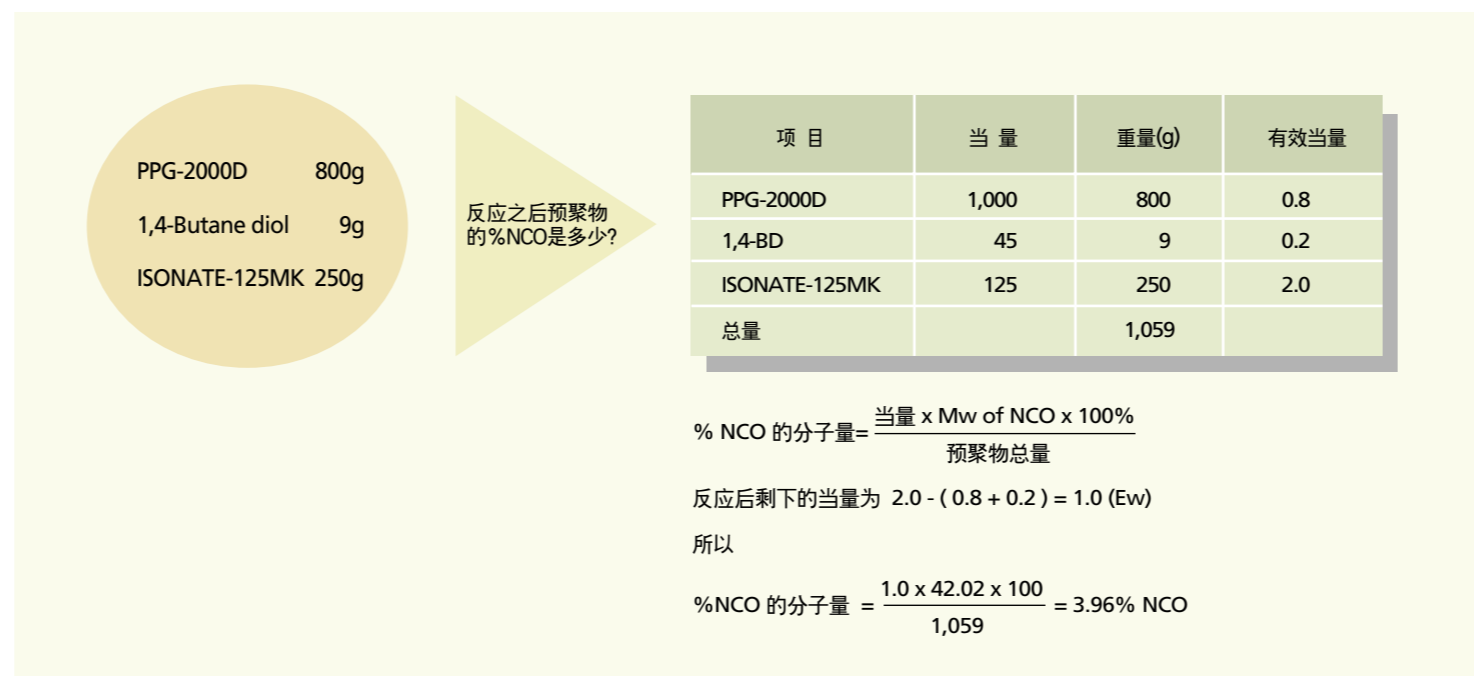 PPG-2000D 800g
1,4-Butane diol 9g
ISONATE-125MK 250g
反应之后预聚物
的%NCO是多少?
项 目 当 量 重量(g) 有效当量
PPG-2000D 1,000 800 0.8
1,4-BD 45 9 0.2
ISONATE-125MK 125 250 2.0
总量 1,059
% NCO 的分子量= 当量 x Mw of NCO x 100%
预聚物总量
反应后剩下的当量为 2.0 - ( 0.8 + 0.2 ) = 1.0 (Ew)
所以
%NCO 的分子量 = 1.0 x 42.02 x 100 = 3.96% NCO
1,059